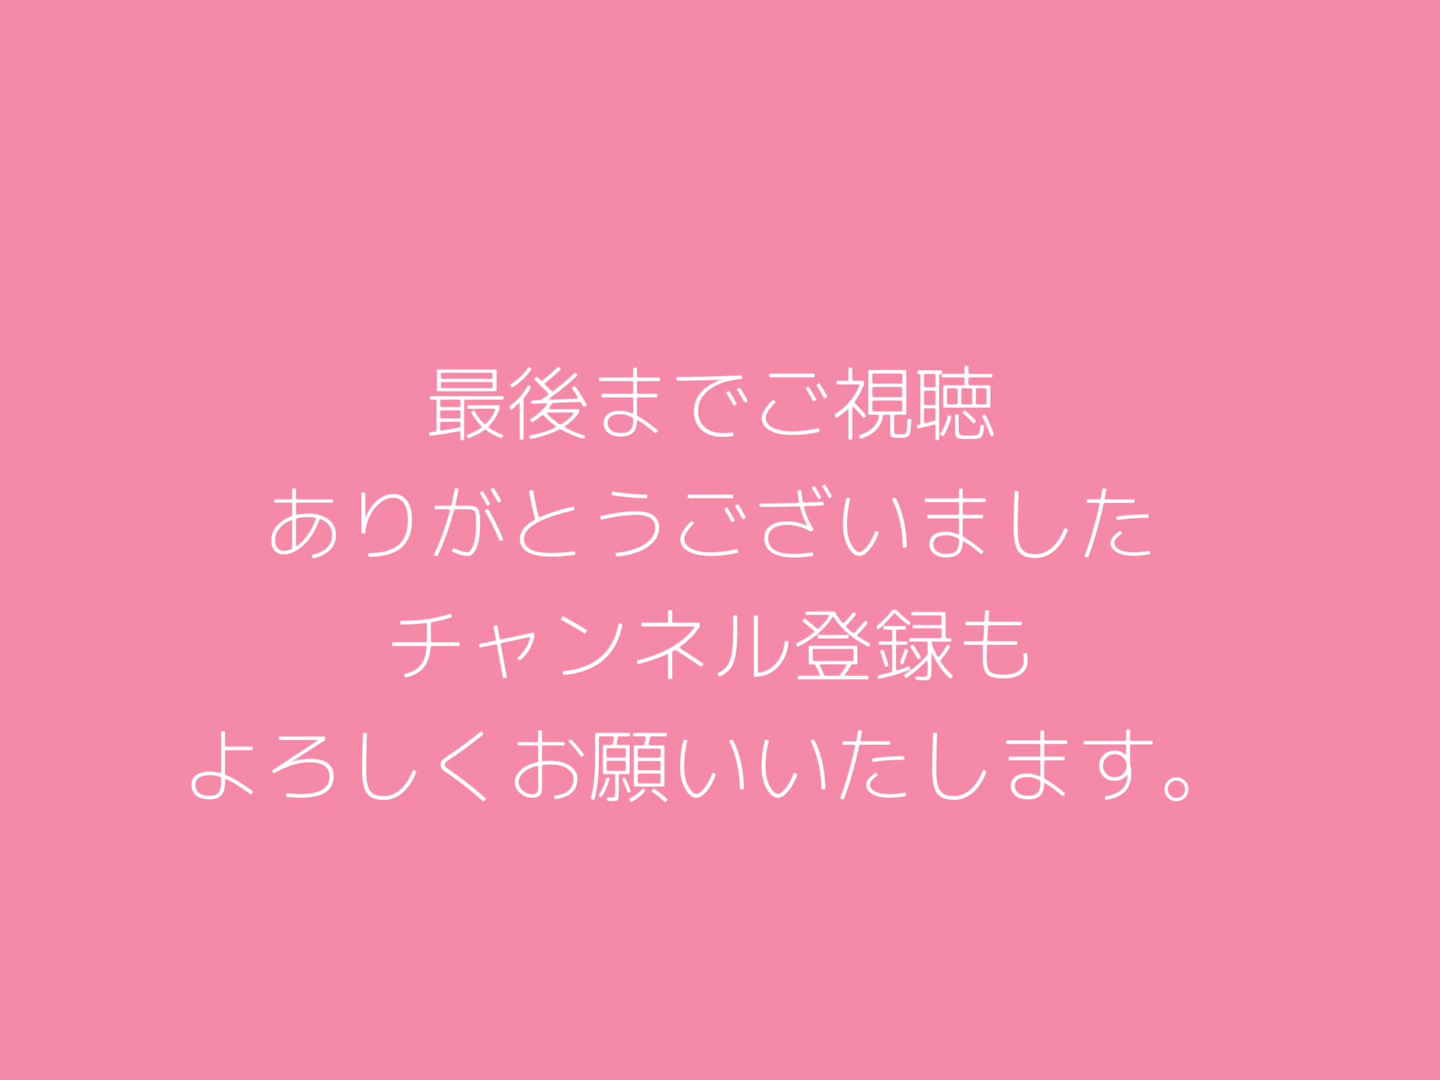 最後までご視聴
ありがとうございました
チャンネル登録も
よろしくお願いいたします。